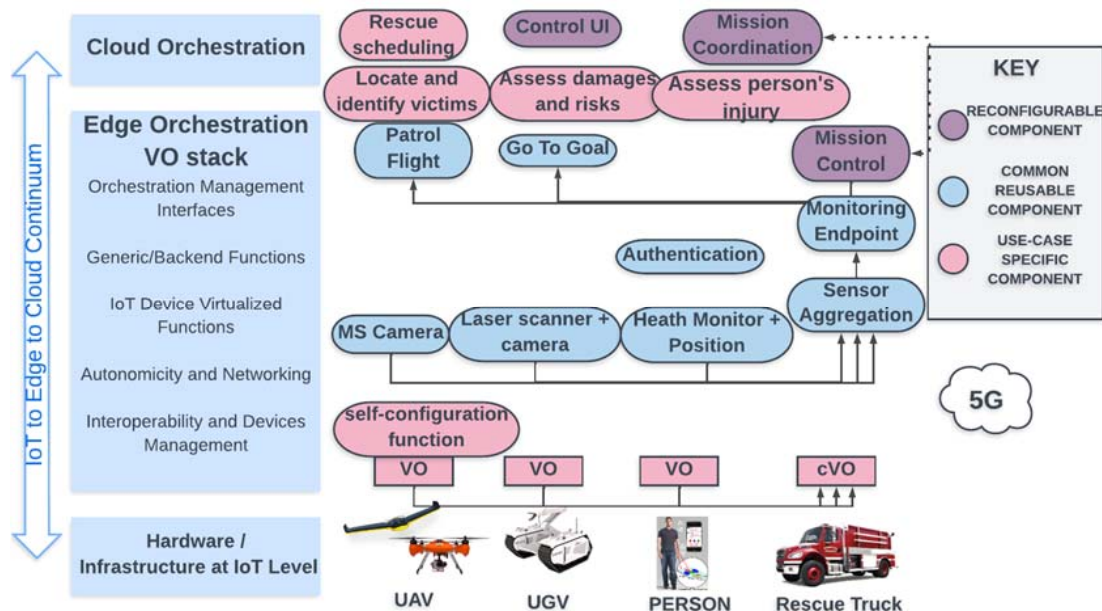 IoT to Edge to Cloud Continuum
Cloud Orchestration
Edge Orchestration
VO stack
Orchestration Management
Interfaces
Generic/Backend Functions
IoT Device Virtualized
Functions
Autonomicity and Networking
Interoperability and Devices
Management
Hardware /
Infrastructure at IoT Level
Rescue
scheduling
Control UI
Mission
Coordination
Locate and
identify victims
Assess damages
and risks
Assess person's
injury
Patrol
Flight
Go To Goal
Mission
Control
Monitoring
Endpoint
Authentication
Sensor
Aggregation
MS Camera
Laser scanner +
camera
Heath Monitor +
Position
self-configuration
function
VO
VO
VO
cVO
UAV
UGV
PERSON
Rescue Truck
KEY
RECONFIGURABLE
COMPONENT
COMMON
REUSABLE
COMPONENT
USE-CASE
SPECIFIC
COMPONENT
5G